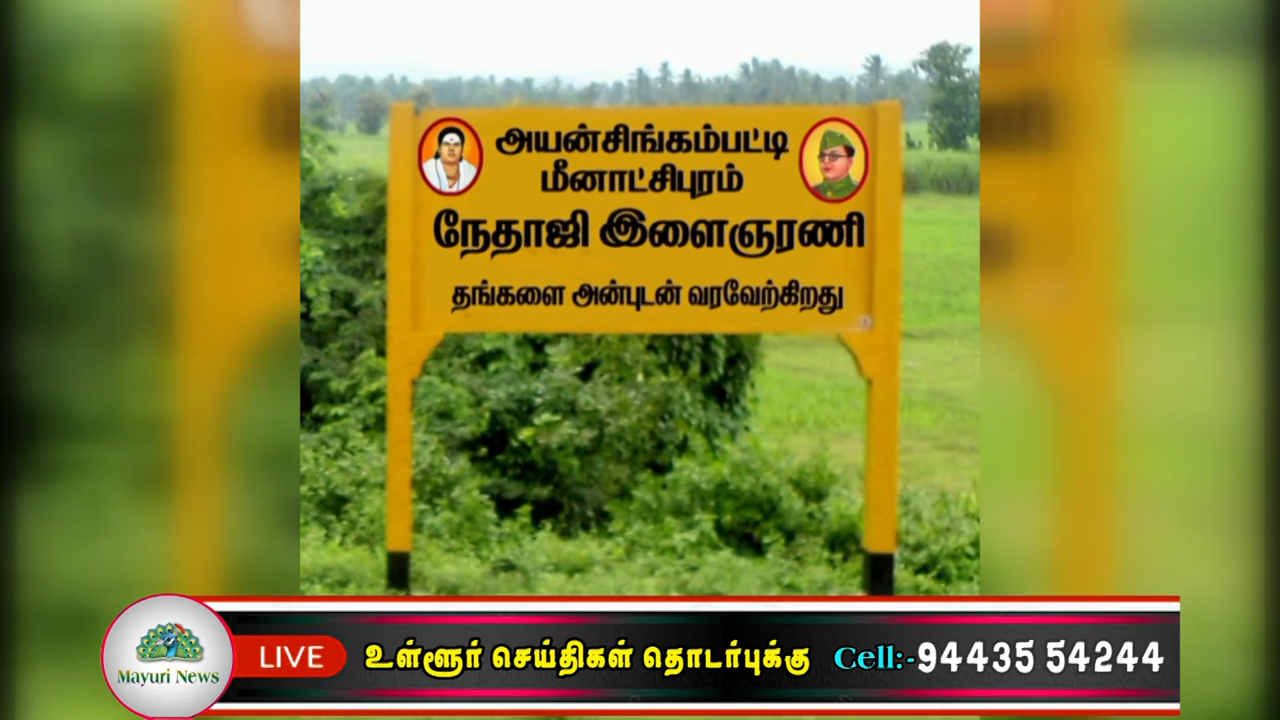 அயன்சிங்கம்பட்டி
மீனாட்சிபுரம்
நேதாஜி இளைஞரணி
தங்களை அன்புடன் வரவேற்கிறது
Mayuri News
LIVE
உள்ளூர் செய்திகள் தொடர்புக்கு Cell:-94435 54244